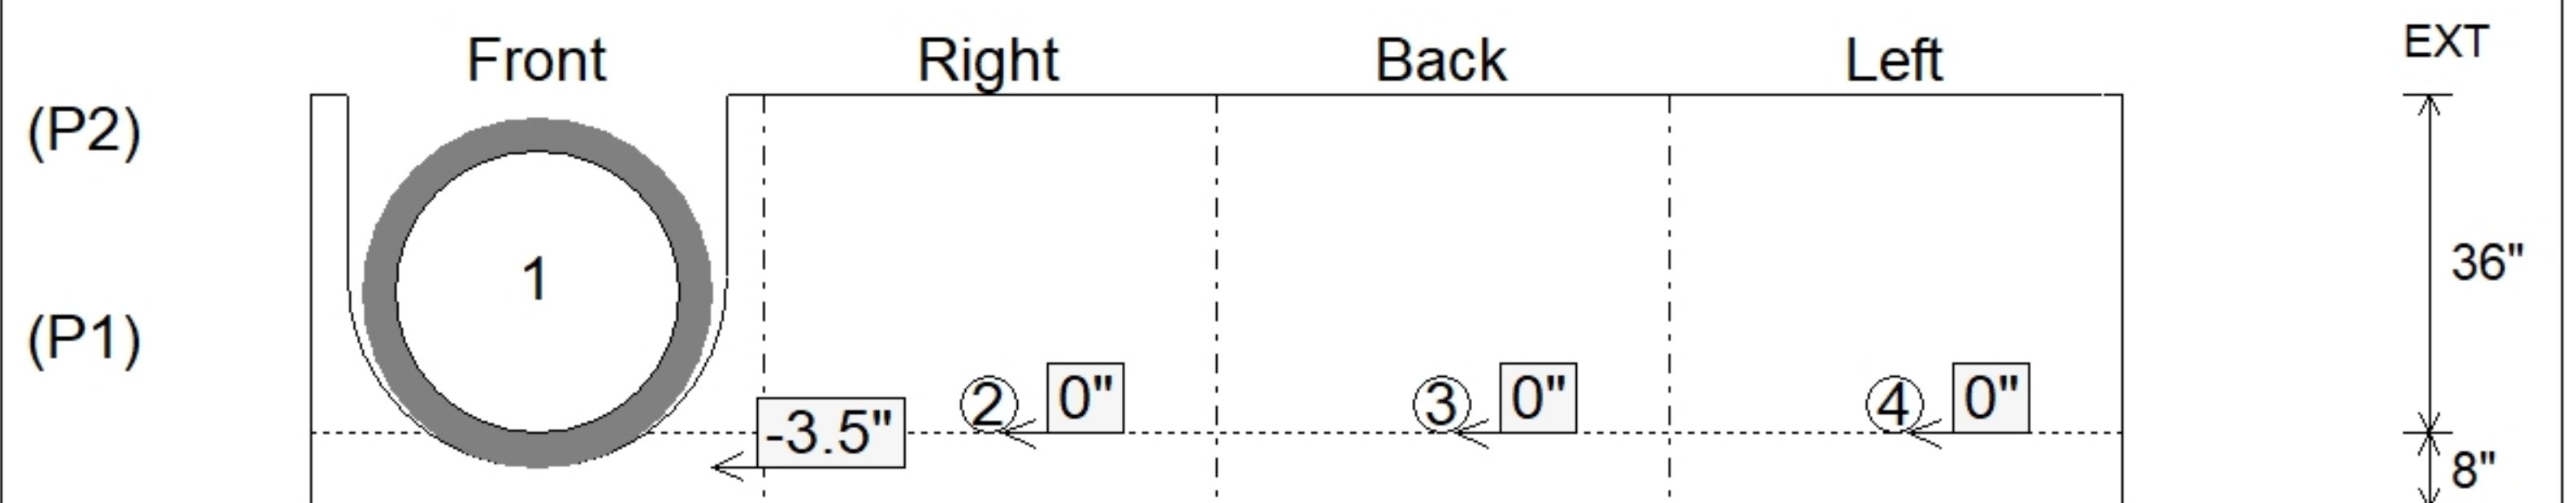 Front Right Back Left EXT
(P2)
1
36"
(P1)
2 0" 3 0" 4 0"
-3.5"
8"